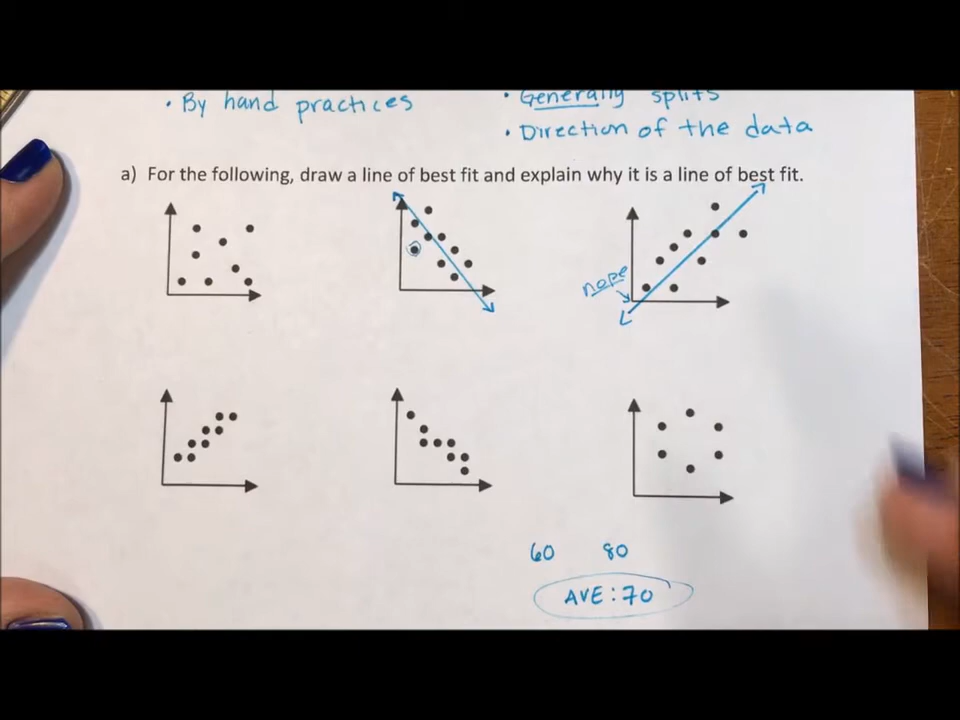 • By hand practices
• Generally splits
• Direction of the data
a) For the following, draw a line of best fit and explain why it is a line of best fit.
nope
60 80
AVE: 70